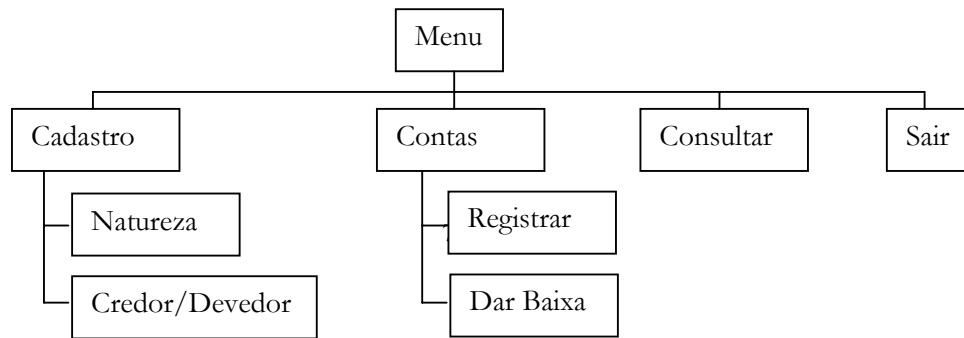 Menu
Cadastro
Contas
Consultar
Sair
Natureza
Registrar
Credor/Devedor
Dar Baixa